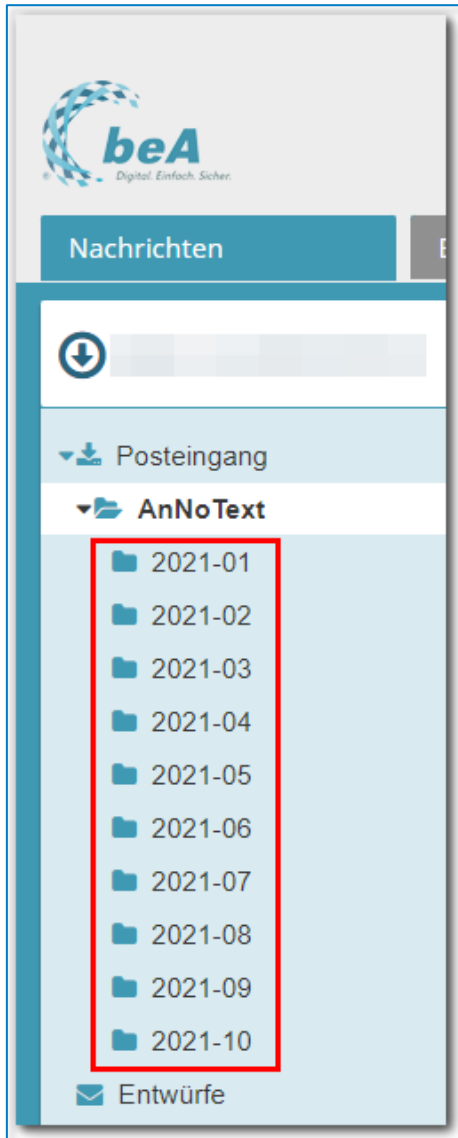 beA
Digital. Einfach. Sicher.
Nachrichten
Posteingang
AnNoText
2021-01
2021-02
2021-03
2021-04
2021-05
2021-06
2021-07
2021-08
2021-09
2021-10
Entwürfe